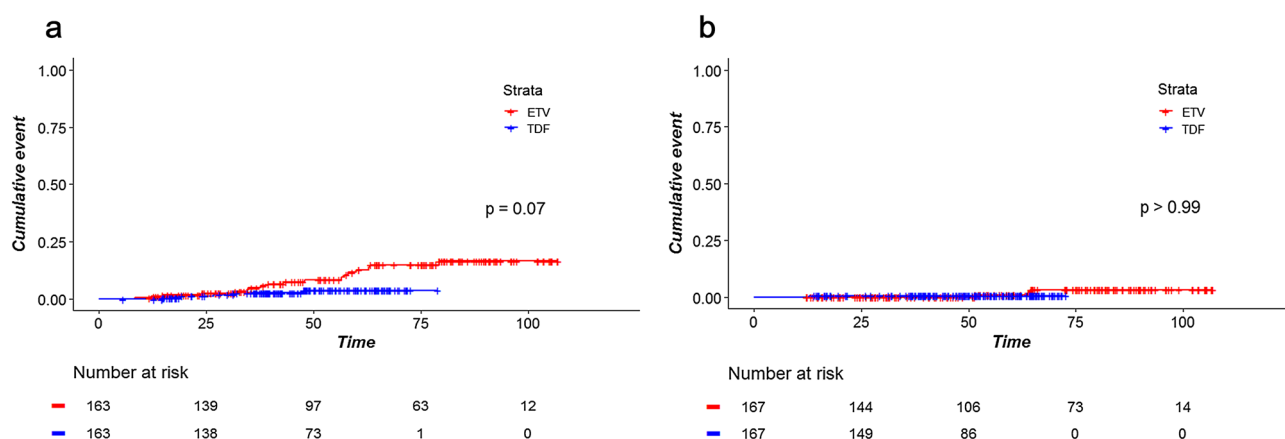 a
1.00
0.75
0.50
0.25
0.00
Cumulative event
Strata
ETV
TDF
p = 0.07
0 25 50 75 100
Time
Number at risk
163 139 97 63 12
163 138 73 1 0
b
1.00
0.75
0.50
0.25
0.00
Cumulative event
Strata
ETV
TDF
p > 0.99
0 25 50 75 100
Time
Number at risk
167 144 106 73 14
167 149 86 0 0